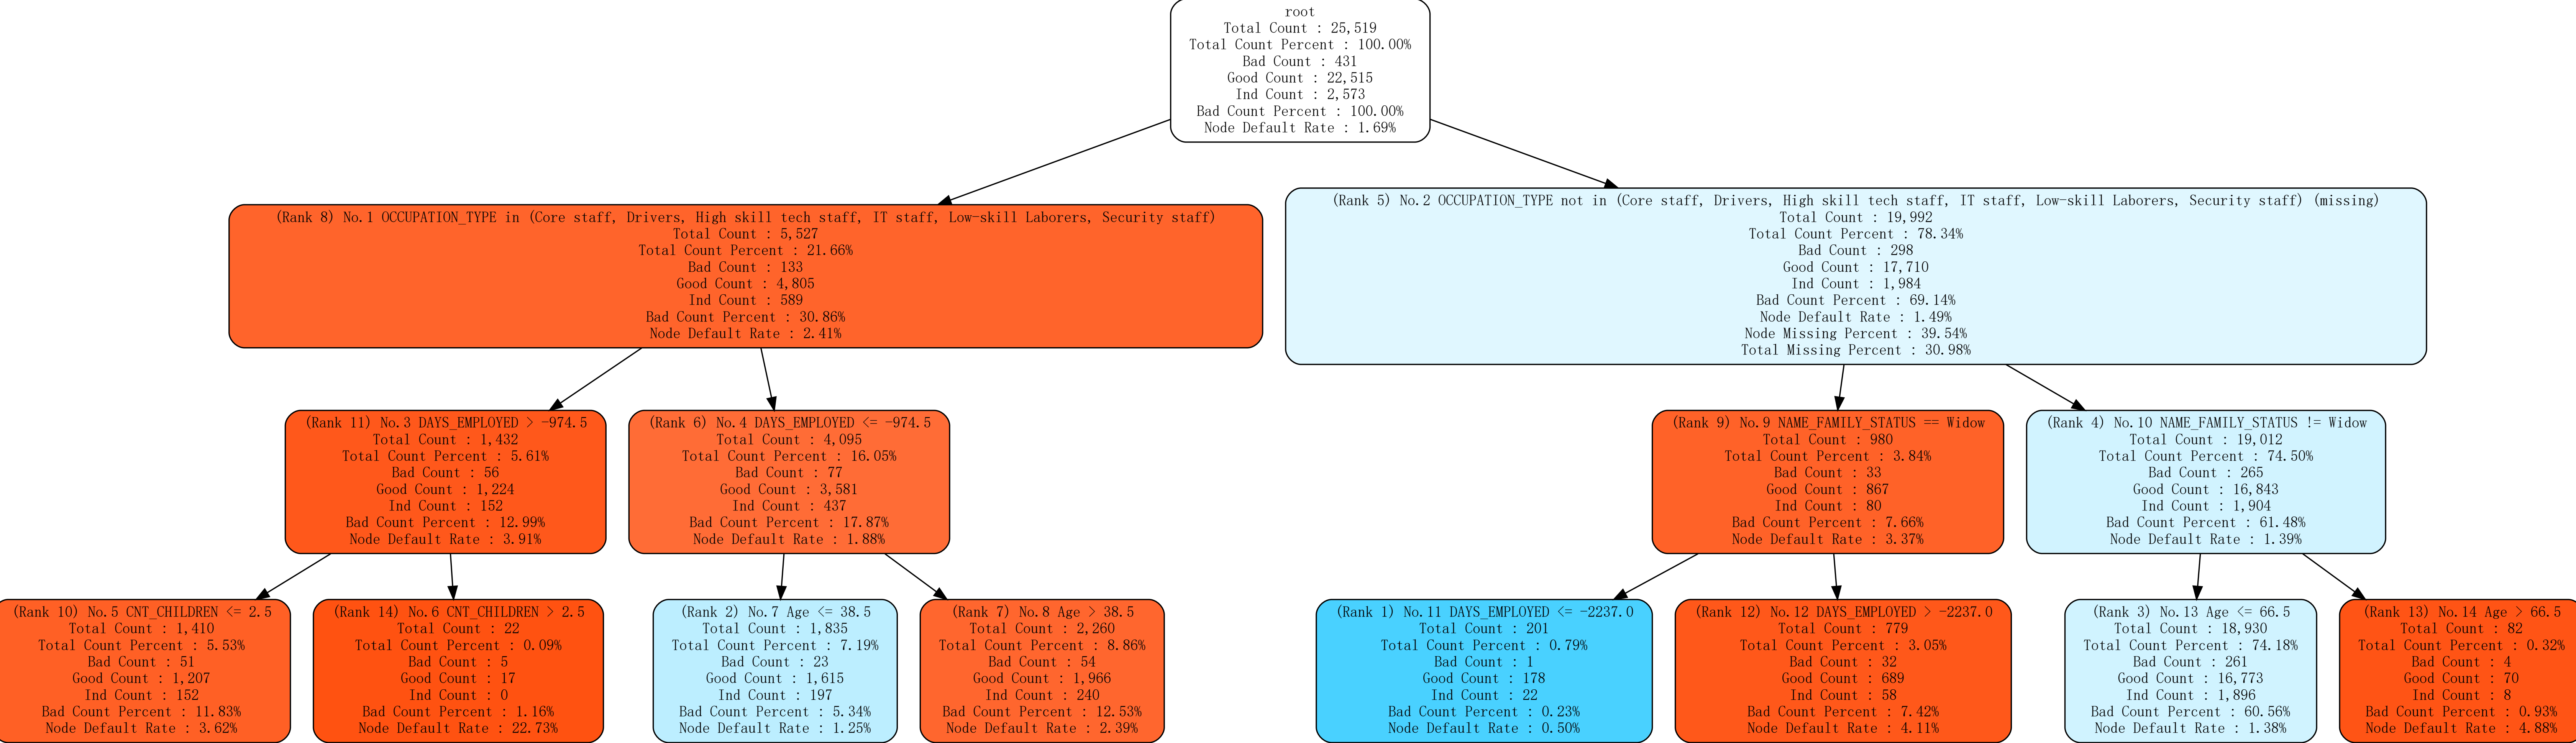 root
Total Count : 25,519
Total Count Percent : 100.00%
Bad Count : 431
Good Count : 22,515
Ind Count : 2,573
Bad Count Percent : 100.00%
Node Default Rate : 1.69%
(Rank 8) No.1 OCCUPATION_TYPE in (Core staff, Drivers, High skill tech staff, IT staff, Low-skill Laborers, Security staff)
Total Count : 5,527
Total Count Percent : 21.66%
Bad Count : 133
Good Count : 4,805
Ind Count : 589
Bad Count Percent : 30.86%
Node Default Rate : 2.41%
(Rank 5) No.2 OCCUPATION_TYPE not in (Core staff, Drivers, High skill tech staff, IT staff, Low-skill Laborers, Security staff) (missing)
Total Count : 19,992
Total Count Percent : 78.34%
Bad Count : 298
Good Count : 17,710
Ind Count : 1,984
Bad Count Percent : 69.14%
Node Default Rate : 1.49%
Node Missing Percent : 39.54%
Total Missing Percent : 30.98%
(Rank 11) No.3 DAYS_EMPLOYED > -974.5
Total Count : 1,432
Total Count Percent : 5.61%
Bad Count : 56
Good Count : 1,224
Ind Count : 152
Bad Count Percent : 12.99%
Node Default Rate : 3.91%
(Rank 6) No.4 DAYS_EMPLOYED <= -974.5
Total Count : 4,095
Total Count Percent : 16.05%
Bad Count : 77
Good Count : 3,581
Ind Count : 437
Bad Count Percent : 17.87%
Node Default Rate : 1.88%
(Rank 9) No.9 NAME_FAMILY_STATUS == Widow
Total Count : 980
Total Count Percent : 3.84%
Bad Count : 33
Good Count : 867
Ind Count : 80
Bad Count Percent : 7.66%
Node Default Rate : 3.37%
(Rank 4) No.10 NAME_FAMILY_STATUS != Widow
Total Count : 19,012
Total Count Percent : 74.50%
Bad Count : 265
Good Count : 16,843
Ind Count : 1,904
Bad Count Percent : 61.48%
Node Default Rate : 1.39%
(Rank 10) No.5 CNT_CHILDREN <= 2.5
Total Count : 1,410
Total Count Percent : 5.53%
Bad Count : 51
Good Count : 1,207
Ind Count : 152
Bad Count Percent : 11.83%
Node Default Rate : 3.62%
(Rank 14) No.6 CNT_CHILDREN > 2.5
Total Count : 22
Total Count Percent : 0.09%
Bad Count : 5
Good Count : 17
Ind Count : 0
Bad Count Percent : 1.16%
Node Default Rate : 22.73%
(Rank 2) No.7 Age <= 38.5
Total Count : 1,835
Total Count Percent : 7.19%
Bad Count : 23
Good Count : 1,615
Ind Count : 197
Bad Count Percent : 5.34%
Node Default Rate : 1.25%
(Rank 7) No.8 Age > 38.5
Total Count : 2,260
Total Count Percent : 8.86%
Bad Count : 54
Good Count : 1,966
Ind Count : 240
Bad Count Percent : 12.53%
Node Default Rate : 2.39%
(Rank 1) No.11 DAYS_EMPLOYED <= -2237.0
Total Count : 201
Total Count Percent : 0.79%
Bad Count : 1
Good Count : 178
Ind Count : 22
Bad Count Percent : 0.23%
Node Default Rate : 0.50%
(Rank 12) No.12 DAYS_EMPLOYED > -2237.0
Total Count : 779
Total Count Percent : 3.05%
Bad Count : 32
Good Count : 689
Ind Count : 58
Bad Count Percent : 7.42%
Node Default Rate : 4.11%
(Rank 3) No.13 Age <= 66.5
Total Count : 18,930
Total Count Percent : 74.18%
Bad Count : 261
Good Count : 16,773
Ind Count : 1,896
Bad Count Percent : 60.56%
Node Default Rate : 1.38%
(Rank 13) No.14 Age > 66.5
Total Count : 82
Total Count Percent : 0.32%
Bad Count : 4
Good Count : 70
Ind Count : 8
Bad Count Percent : 0.93%
Node Default Rate : 4.88%